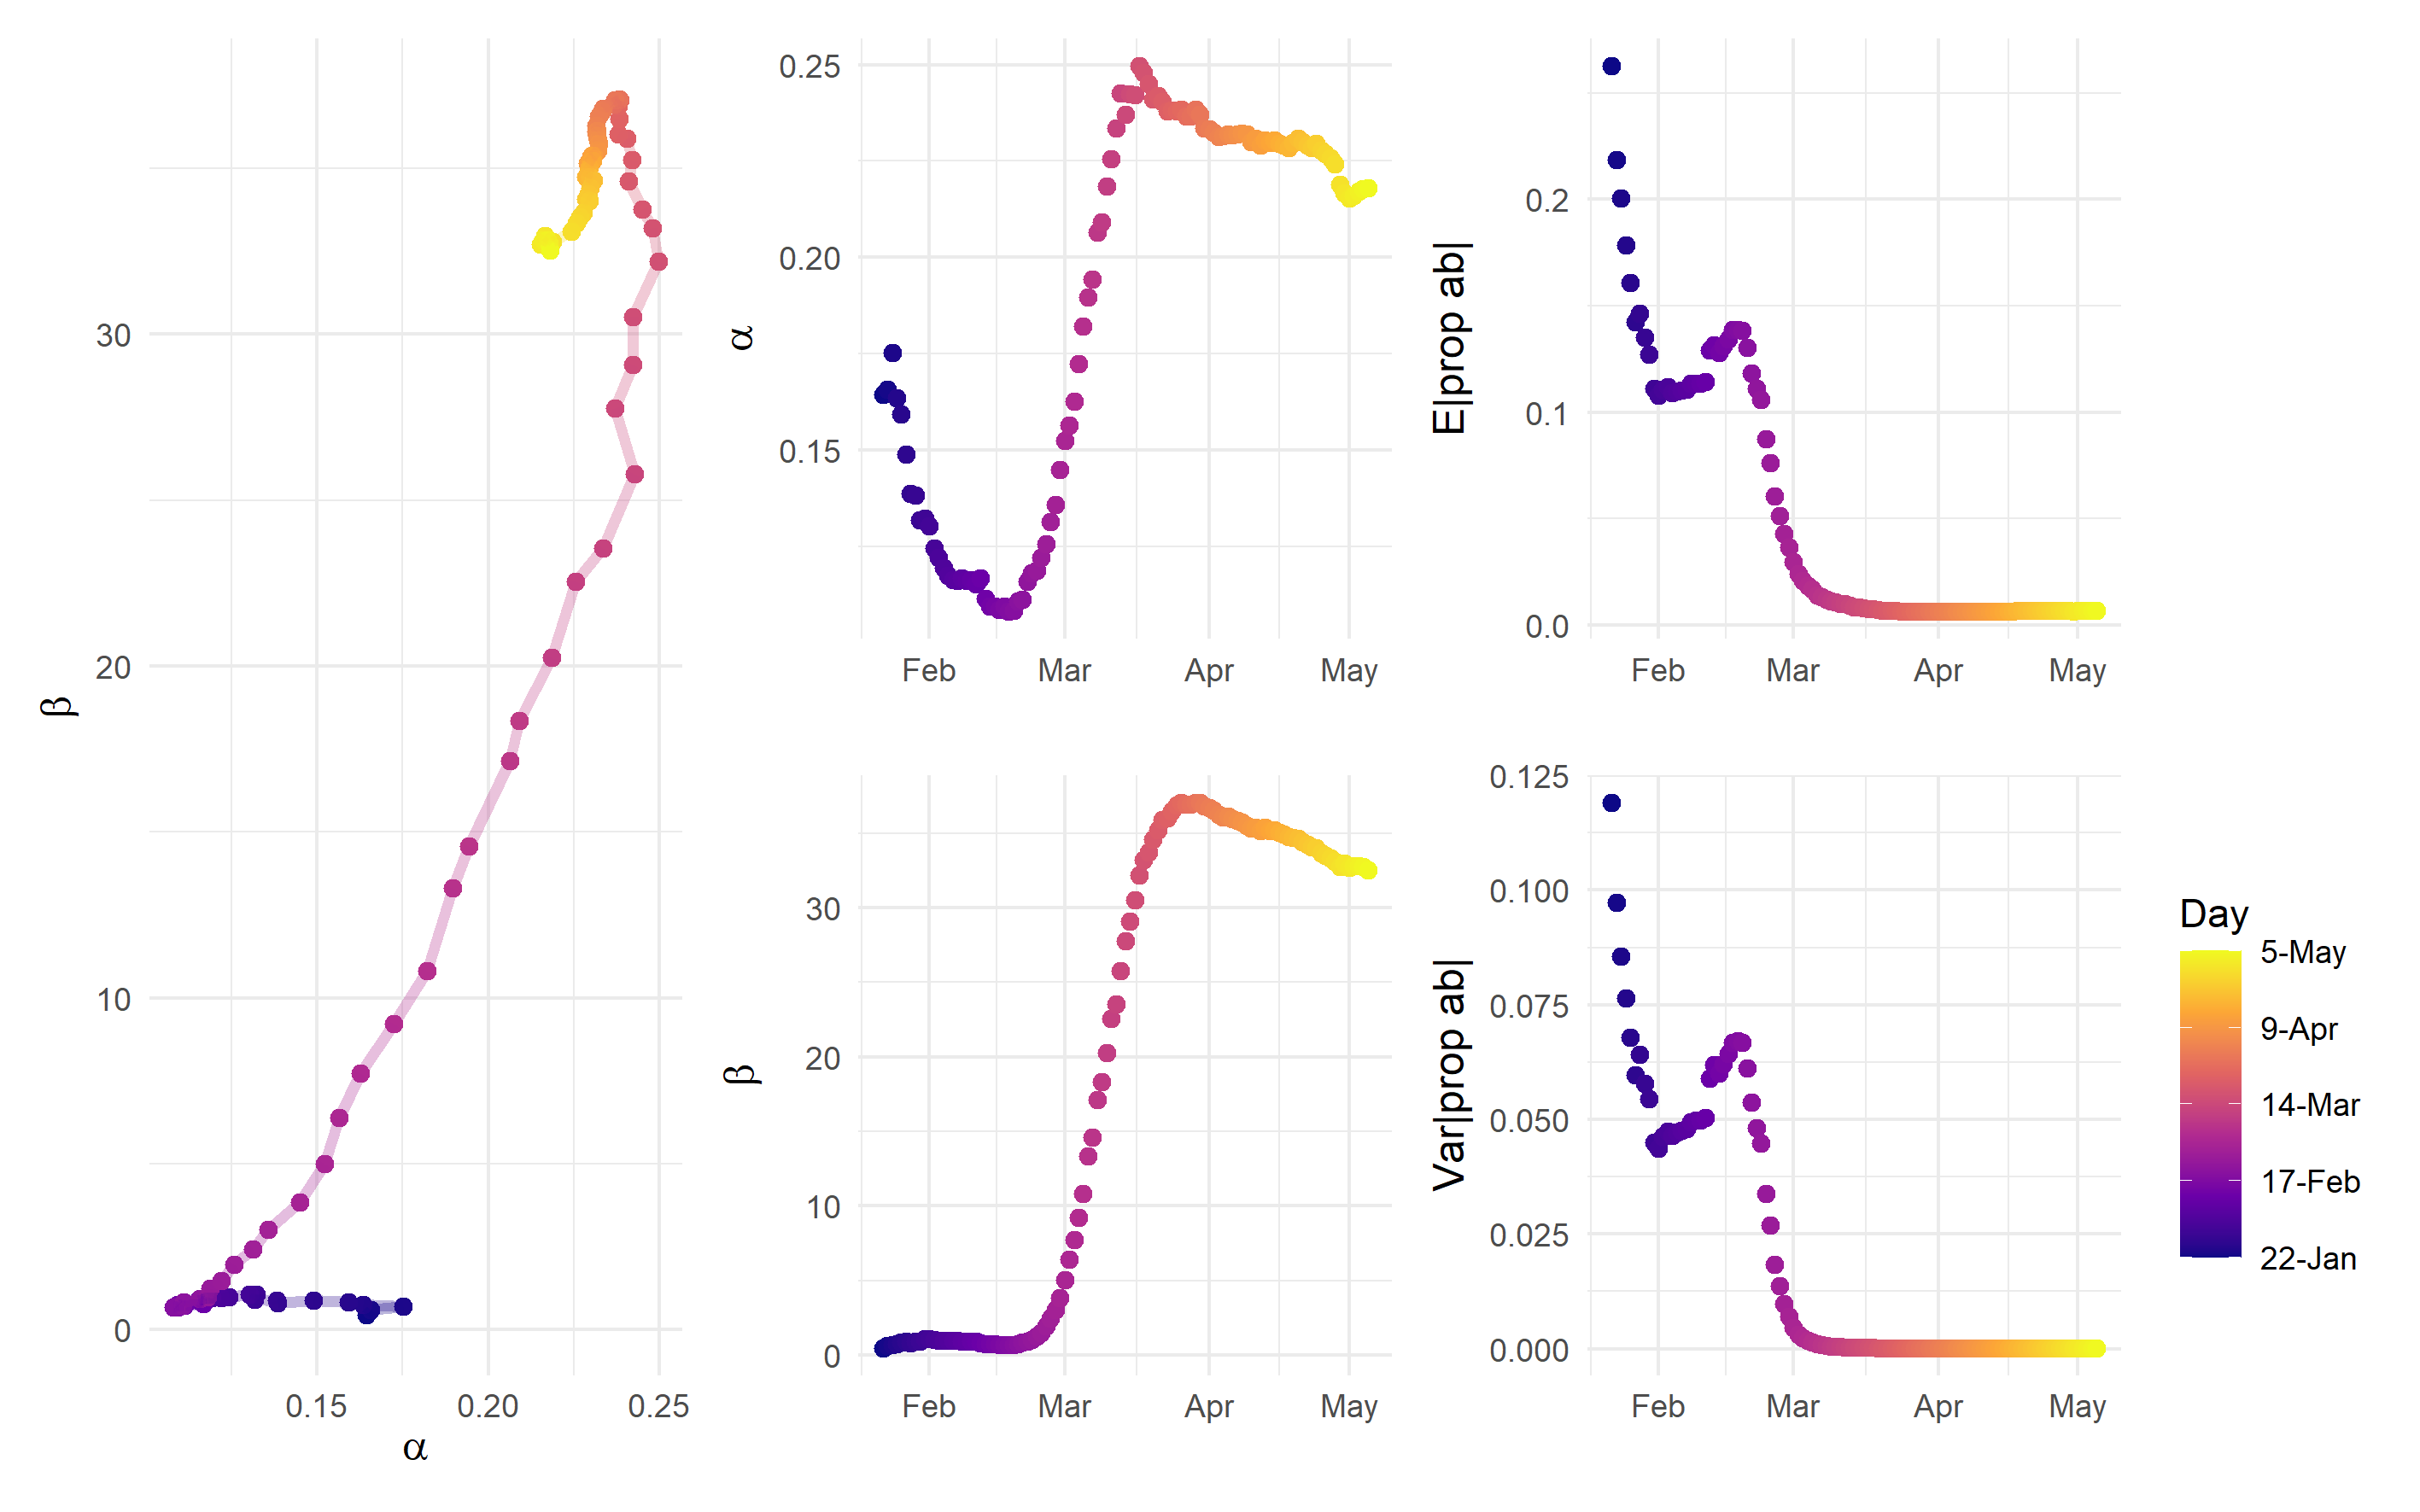 β
30
20
10
0
0.15 0.20 0.25
α
α
0.25
0.20
0.15
Feb Mar Apr May
E|prop ab|
0.2
0.1
0.0
Feb Mar Apr May
β
30
20
10
0
Feb Mar Apr May
Var|prop ab|
0.125
0.100
0.075
0.050
0.025
0.000
Feb Mar Apr May
Day
5-May
9-Apr
14-Mar
17-Feb
22-Jan